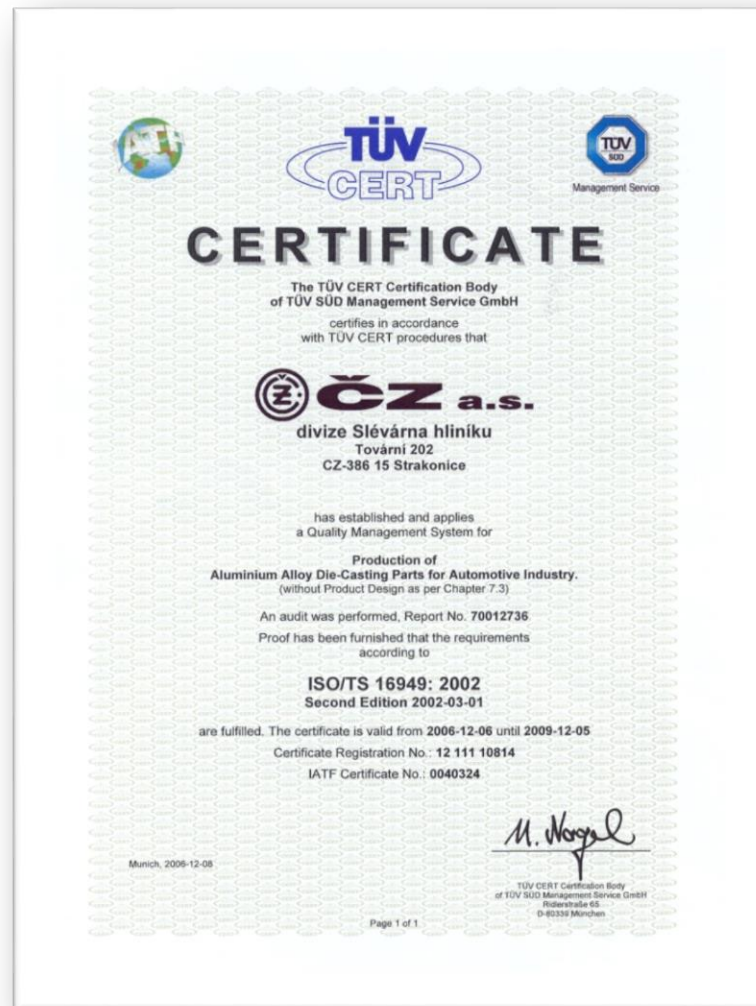 IATF
TÜV
CERT
TÜV
SÜD
Management Service
CERTIFICATE
The TÜV CERT Certification Body
of TÜV SÜD Management Service GmbH
certifies in accordance
with TÜV CERT procedures that
ČZ a.s.
divize Slévárna hliníku
Tovární 202
CZ-386 15 Strakonice
has established and applies
a Quality Management System for
Production of
Aluminium Alloy Die-Casting Parts for Automotive Industry.
(without Product Design as per Chapter 7.3)
An audit was performed, Report No. 70012736
Proof has been furnished that the requirements
according to
ISO/TS 16949: 2002
Second Edition 2002-03-01
are fulfilled. The certificate is valid from 2006-12-06 until 2009-12-05
Certificate Registration No.: 12 111 10814
IATF Certificate No.: 0040324
M. Nagel
Munich, 2006-12-08
TÜV CERT Certification Body
of TÜV SÜD Management Service GmbH
Ridlerstraße 65
D-80339 München
Page 1 of 1